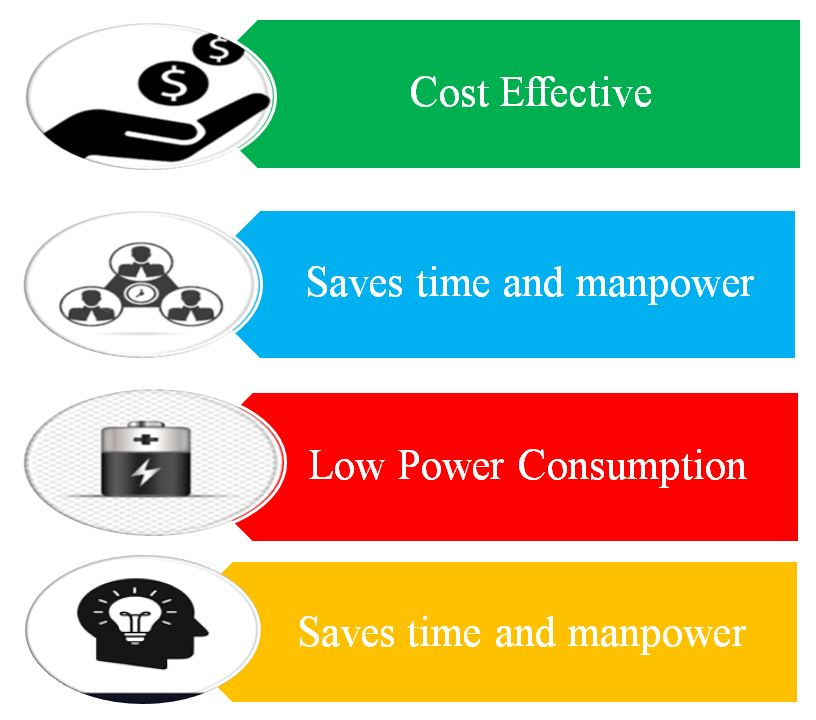 $
$
Cost Effective
Saves time and manpower
Low Power Consumption
Saves time and manpower